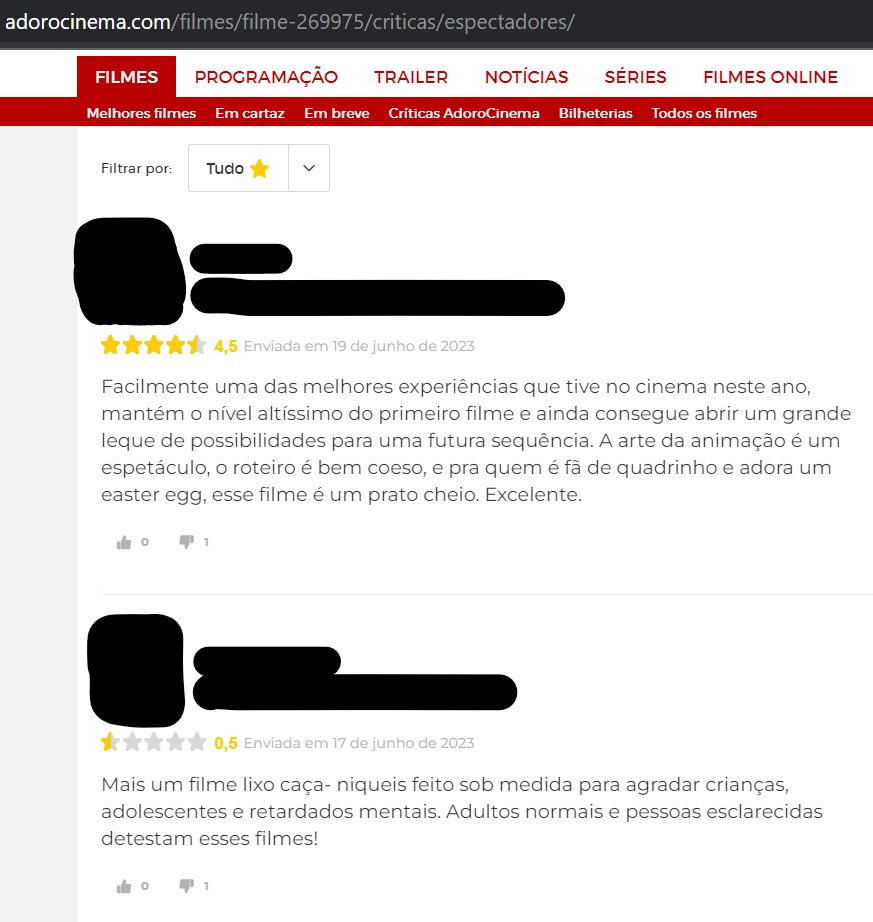 adorocinema.com/filmes/filme-269975/criticas/espectadores/
FILMES PROGRAMAÇÃO TRAILER NOTÍCIAS SÉRIES FILMES ONLINE
Melhores filmes Em cartaz Em breve Críticas AdoroCinema Bilheterias Todos os filmes
Filtrar por: Tudo
4,5 Enviada em 19 de junho de 2023
Facilmente uma das melhores experiências que tive no cinema neste ano,
mantém o nível altíssimo do primeiro filme e ainda consegue abrir um grande
leque de possibilidades para uma futura sequência. A arte da animação é um
espetáculo, o roteiro é bem coeso, e pra quem é fã de quadrinho e adora um
easter egg, esse filme é um prato cheio. Excelente.
0 1
0,5 Enviada em 17 de junho de 2023
Mais um filme lixo caça- niqueis feito sob medida para agradar crianças,
adolescentes e retardados mentais. Adultos normais e pessoas esclarecidas
detestam esses filmes!
0 1